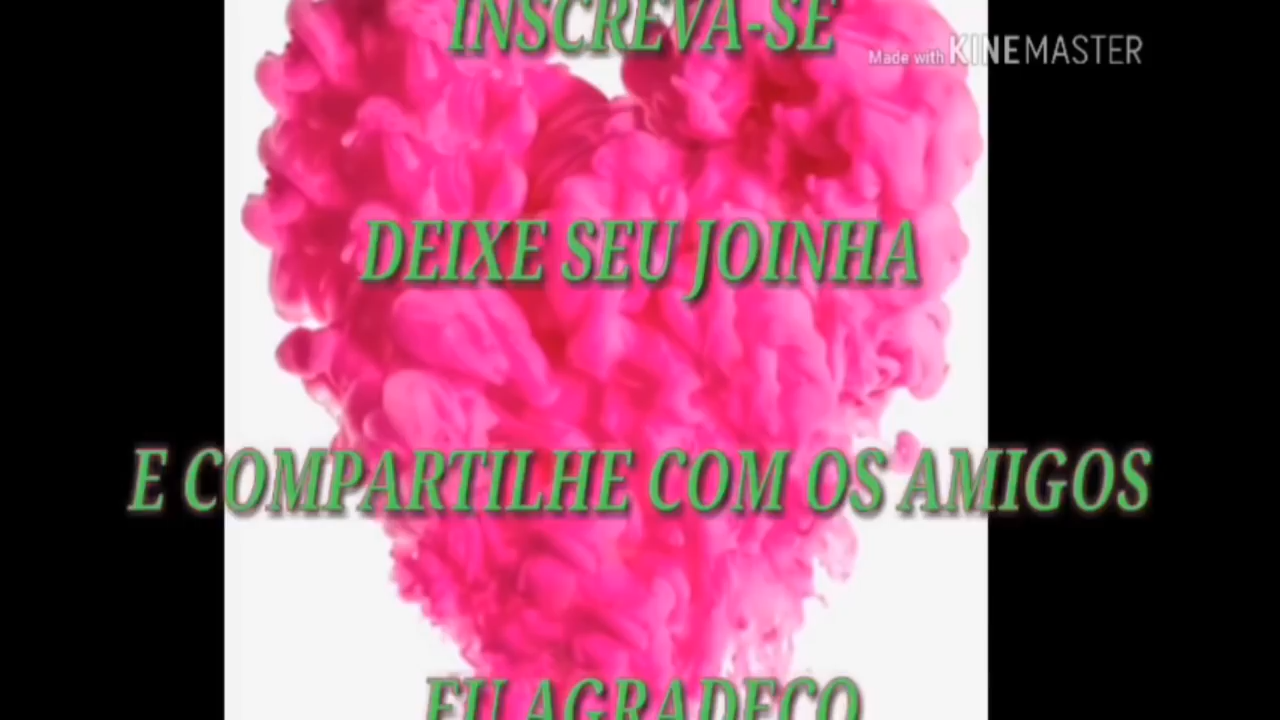 INSCREVA-SE
Made with KINEMASTER
DEIXE SEU JOINHA
E COMPARTILHE COM OS AMIGOS
EU AGRADEÇO